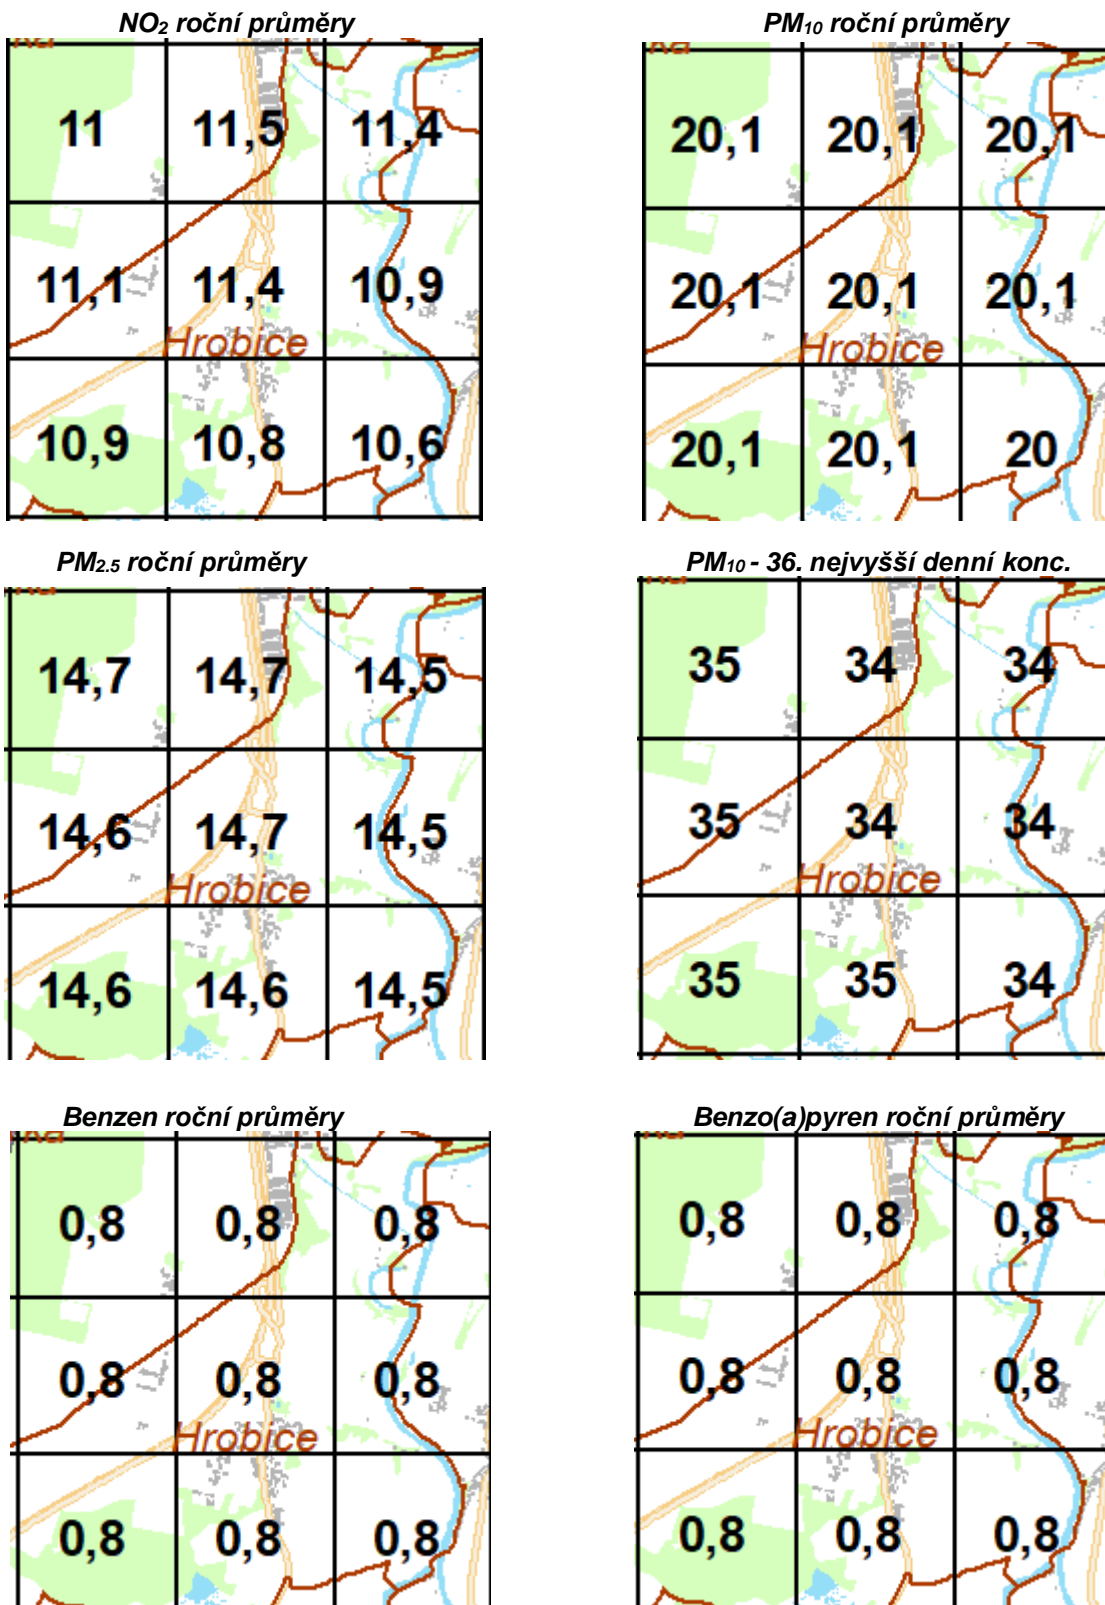 NO₂ roční průměry
11 11,5 11,4
11,1 11,4 10,9
Hrobice
10,9 10,8 10,6
PM₁₀ roční průměry
20,1 20,1 20,1
20,1 20,1 20,1
Hrobice
20,1 20,1 20
PM₂.₅ roční průměry
14,7 14,7 14,5
14,6 14,7 14,5
Hrobice
14,6 14,6 14,5
PM₁₀ - 36. nejvyšší denní konc.
35 34 34
35 34 34
Hrobice
35 35 34
Benzen roční průměry
0,8 0,8 0,8
0,8 0,8 0,8
Hrobice
0,8 0,8 0,8
Benzo(a)pyren roční průměry
0,8 0,8 0,8
0,8 0,8 0,8
Hrobice
0,8 0,8 0,8